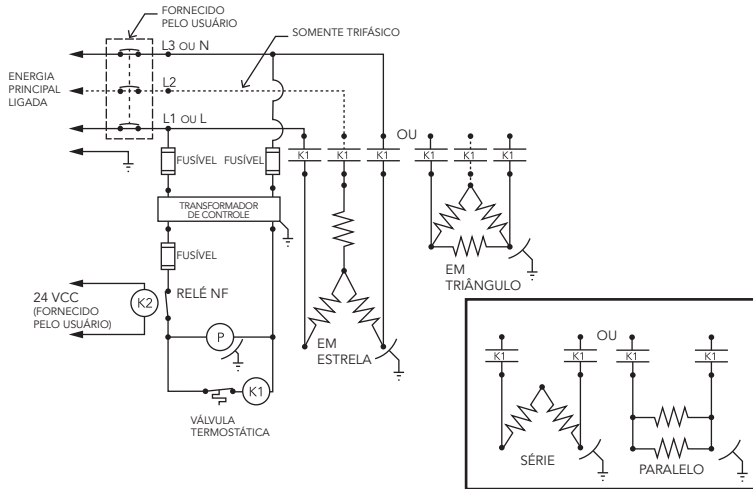 FORNECIDO
PELO USUÁRIO
L3 OU N
SOMENTE TRIFÁSICO
ENERGIA
PRINCIPAL
LIGADA
L2
L1 OU L
OU
FUSÍVEL
FUSÍVEL
K1
K1
K1
K1
K1
K1
TRANSFORMADOR
DE CONTROLE
FUSÍVEL
EM
TRIÂNGULO
24 VCC
(FORNECIDO
PELO USUÁRIO)
K2
RELÉ NF
P
EM
ESTRELA
K1
VÁLVULA
TERMOSTÁTICA
OU
K1
K1
K1
K1
SÉRIE
PARALELO